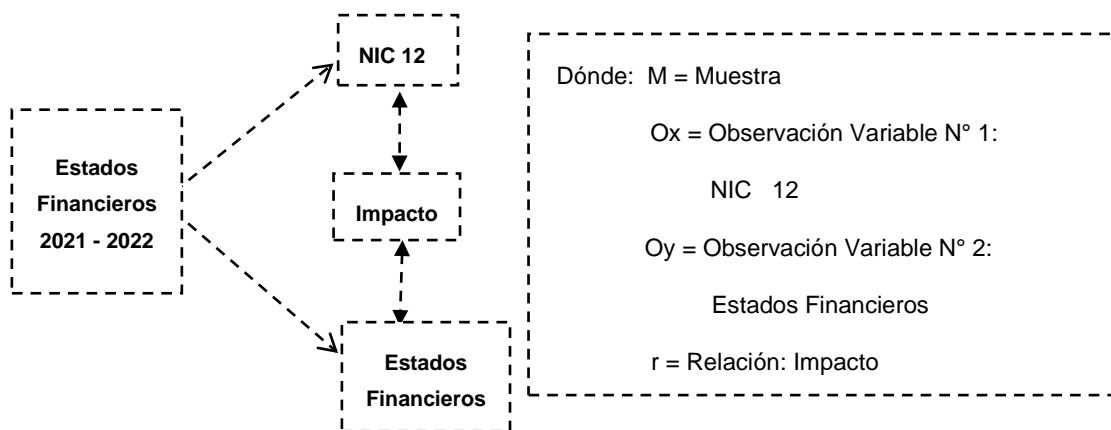 NIC 12
Estados
Financieros
2021 - 2022
Impacto
Estados
Financieros
Dónde: M = Muestra
Ox = Observación Variable N° 1:
NIC 12
Oy = Observación Variable N° 2:
Estados Financieros
r = Relación: Impacto